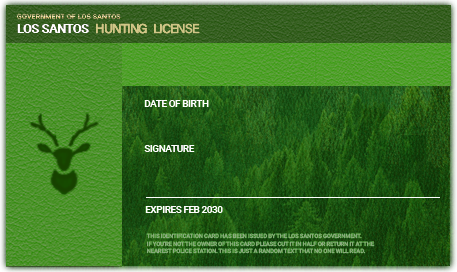 GOVERNMENT OF LOS SANTOS
LOS SANTOS HUNTING LICENSE
DATE OF BIRTH
SIGNATURE
EXPIRES FEB 2030
THIS IDENTIFICATION CARD HAS BEEN ISSUED BY THE LOS SANTOS GOVERNMENT.
IF YOU'RE NOT THE OWNER OF THIS CARD PLEASE CUT IT IN HALF OR RETURN IT AT THE
NEAREST POLICE STATION. THIS IS JUST A RANDOM TEXT THAT NO ONE WILL READ.